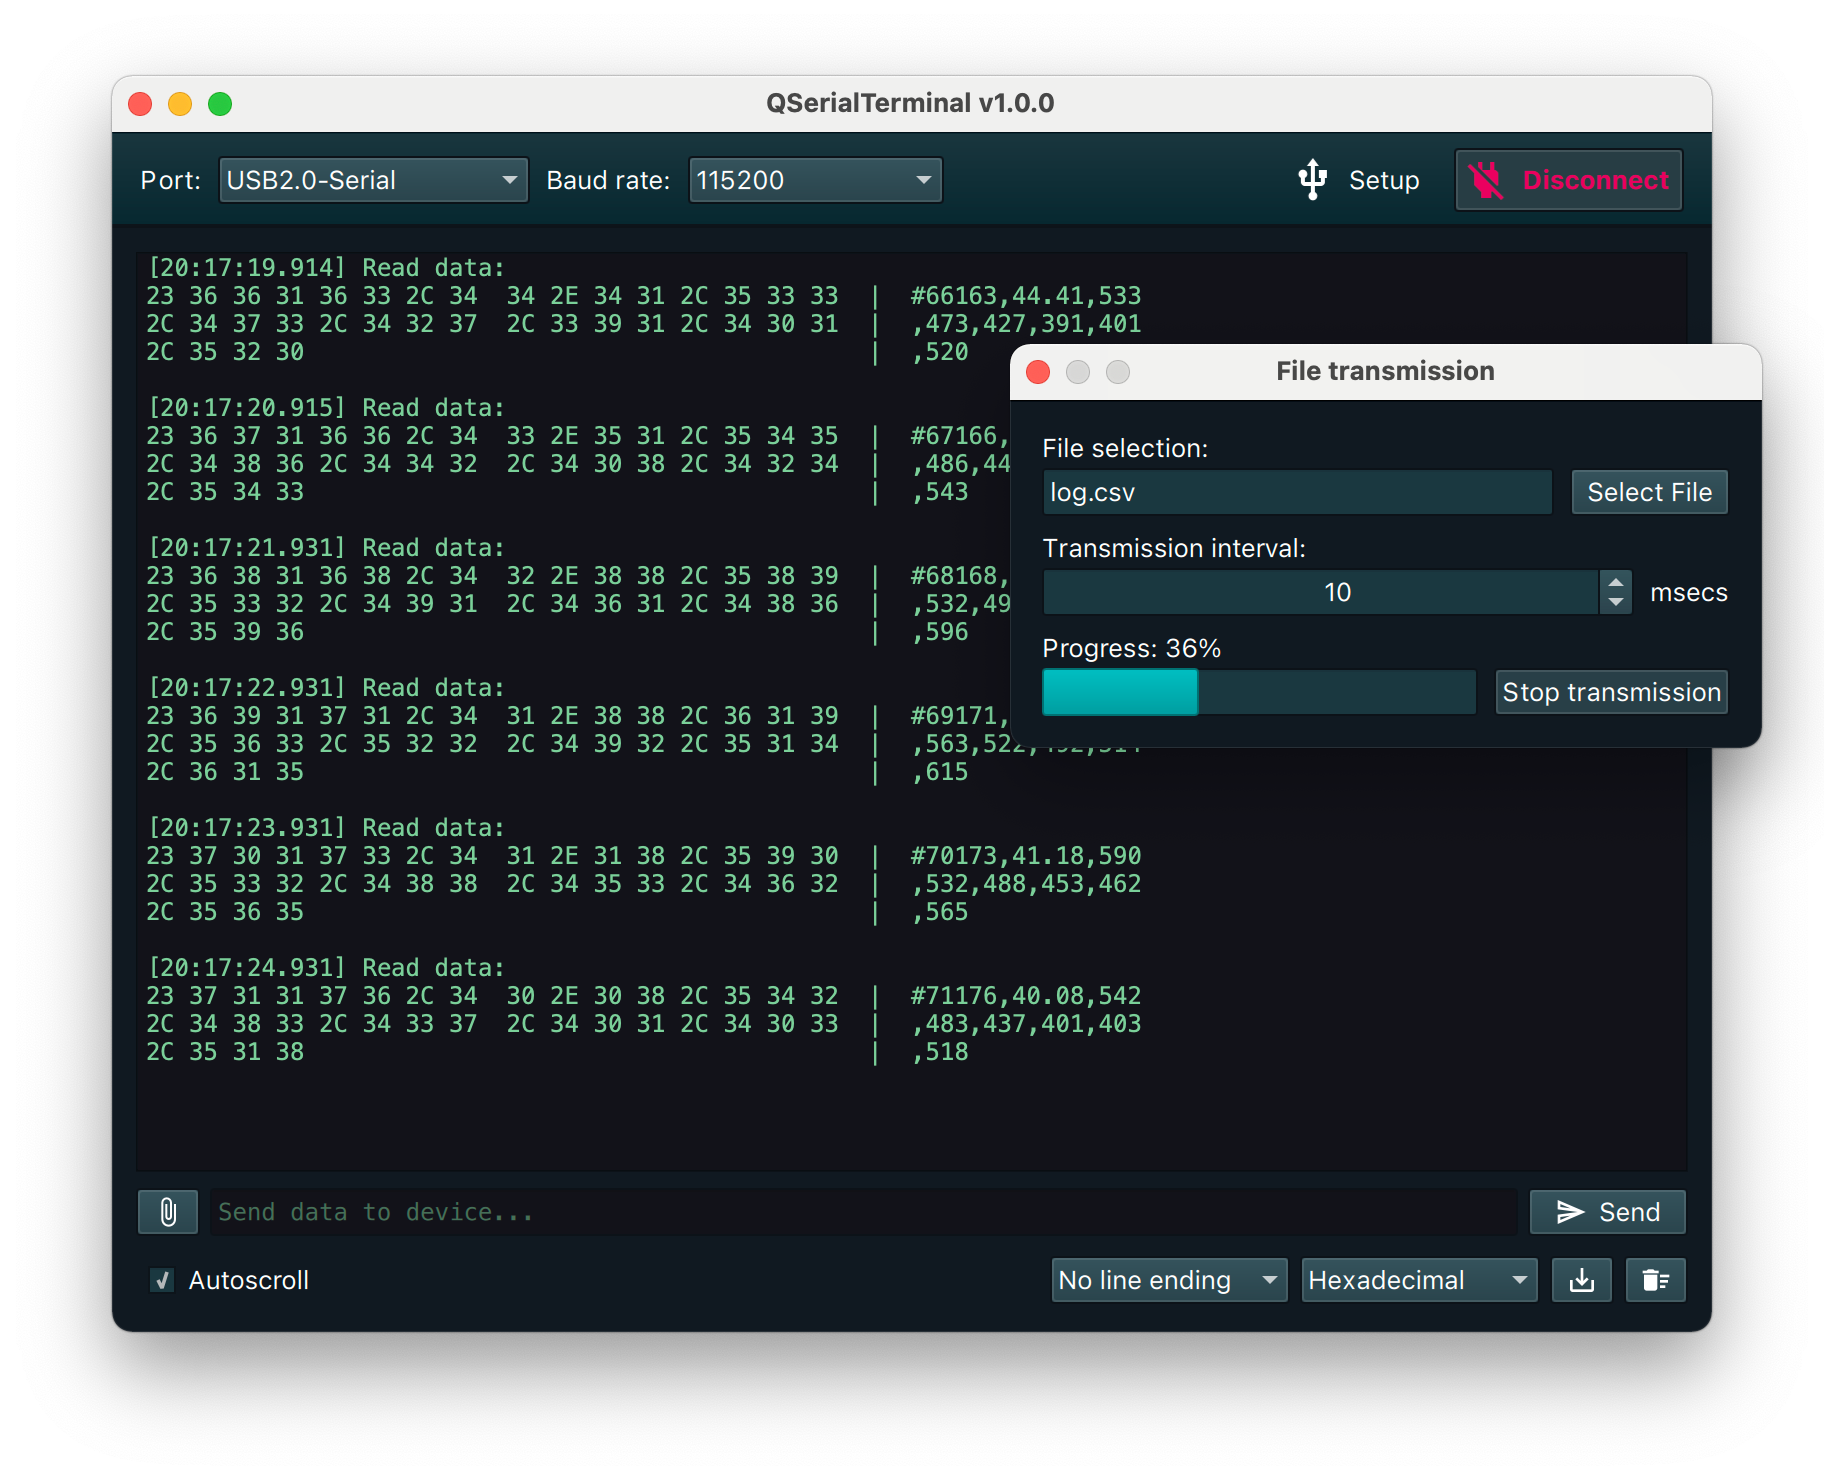 QSerialTerminal v1.0.0
Port: USB2.0-Serial Baud rate: 115200 Setup Disconnect
[20:17:19.914] Read data:
23 36 36 31 36 33 2C 34  34 2E 34 31 2C 35 33 33  |  #66163,44.41,533
2C 34 37 33 2C 34 32 37  2C 33 39 31 2C 34 30 31  |  ,473,427,391,401
2C 35 32 30  |  ,520
[20:17:20.915] Read data:
23 36 37 31 36 36 2C 34  33 2E 35 31 2C 35 34 35  |  #67166,
2C 34 38 36 2C 34 34 32  2C 34 30 38 2C 34 32 34  |  ,486,44
2C 35 34 33  |  ,543
[20:17:21.931] Read data:
23 36 38 31 36 38 2C 34  32 2E 38 38 2C 35 38 39  |  #68168,
2C 35 33 32 2C 34 39 31  2C 34 36 31 2C 34 38 36  |  ,532,49
2C 35 39 36  |  ,596
[20:17:22.931] Read data:
23 36 39 31 37 31 2C 34  31 2E 38 38 2C 36 31 39  |  #69171,
2C 35 36 33 2C 35 32 32  2C 34 39 32 2C 35 31 34  |  ,563,522,492,514
2C 36 31 35  |  ,615
[20:17:23.931] Read data:
23 37 30 31 37 33 2C 34  31 2E 31 38 2C 35 39 30  |  #70173,41.18,590
2C 35 33 32 2C 34 38 38  2C 34 35 33 2C 34 36 32  |  ,532,488,453,462
2C 35 36 35  |  ,565
[20:17:24.931] Read data:
23 37 31 31 37 36 2C 34  30 2E 30 38 2C 35 34 32  |  #71176,40.08,542
2C 34 38 33 2C 34 33 37  2C 34 30 31 2C 34 30 33  |  ,483,437,401,403
2C 35 31 38  |  ,518
File transmission
File selection:
log.csv Select File
Transmission interval:
10 msecs
Progress: 36%
Stop transmission
Send data to device... Send
Autoscroll No line ending Hexadecimal